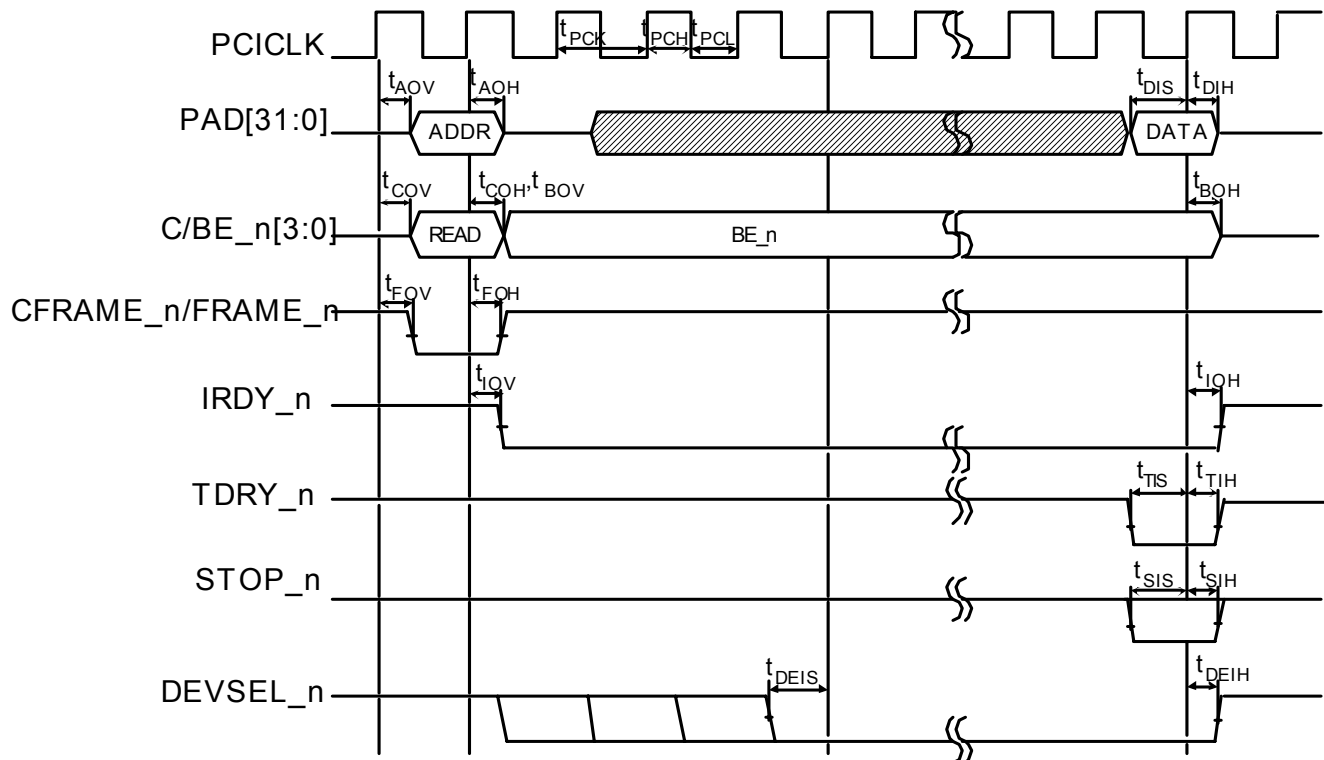 PCICLK
tPCK tPCH tPCL
tAOV tAOH tDIS tDIH
PAD[31:0] ADDR DATA
tCOV tCOH,tBOV tBOH
C/BE_n[3:0] READ BE_n
tFOV tFOH
CFRAME_n/FRAME_n
tIOV tIOH
IRDY_n
tTIS tTIH
TDRY_n
STOP_n tSIS tSIH
tDEIS tDEIH
DEVSEL_n